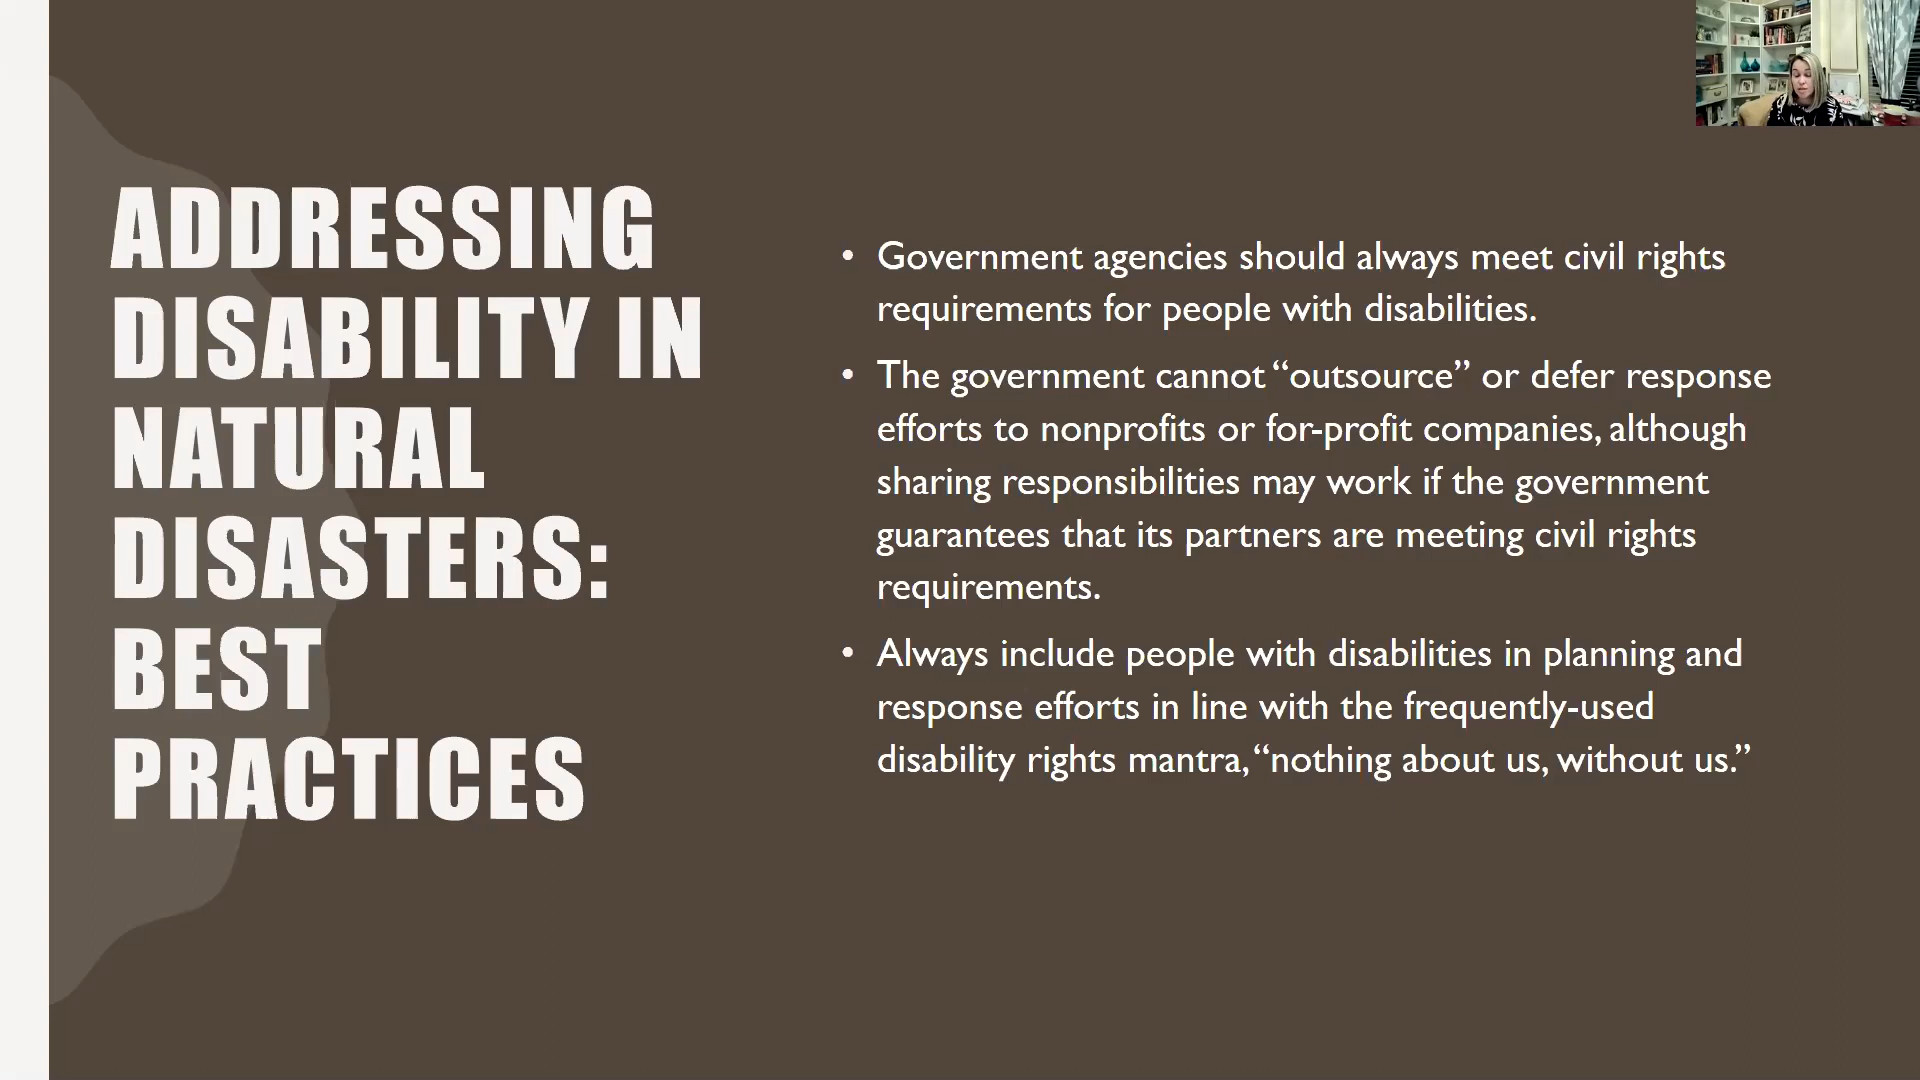 ADDRESSING
DISABILITY IN
NATURAL
DISASTERS:
BEST
PRACTICES
• Government agencies should always meet civil rights
requirements for people with disabilities.
• The government cannot “outsource” or defer response
efforts to nonprofits or for-profit companies, although
sharing responsibilities may work if the government
guarantees that its partners are meeting civil rights
requirements.
• Always include people with disabilities in planning and
response efforts in line with the frequently-used
disability rights mantra, “nothing about us, without us.”